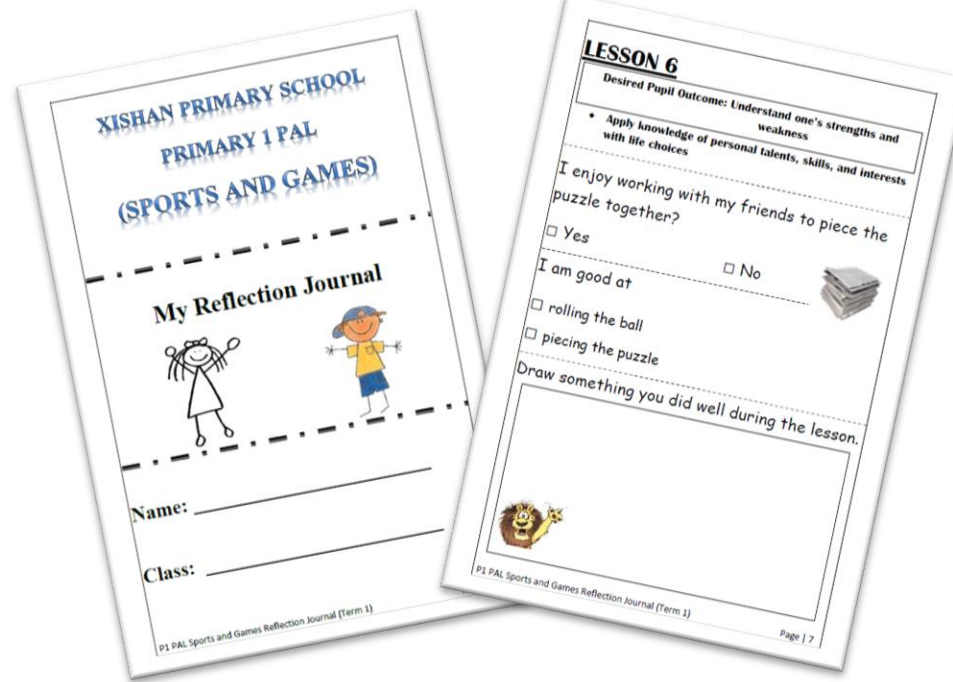 XISHAN PRIMARY SCHOOL
PRIMARY 1 PAL
(SPORTS AND GAMES)
My Reflection Journal
Name:
Class:
P1 PAL Sports and Games Reflection Journal (Term 1)
LESSON 6
Desired Pupil Outcome: Understand one's strengths and
weakness
• Apply knowledge of personal talents, skills, and interests
with life choices
I enjoy working with my friends to piece the
puzzle together?
□ Yes
□ No
I am good at
□ rolling the ball
□ piecing the puzzle
Draw something you did well during the lesson.
P1 PAL Sports and Games Reflection Journal (Term 1)
Page | 7